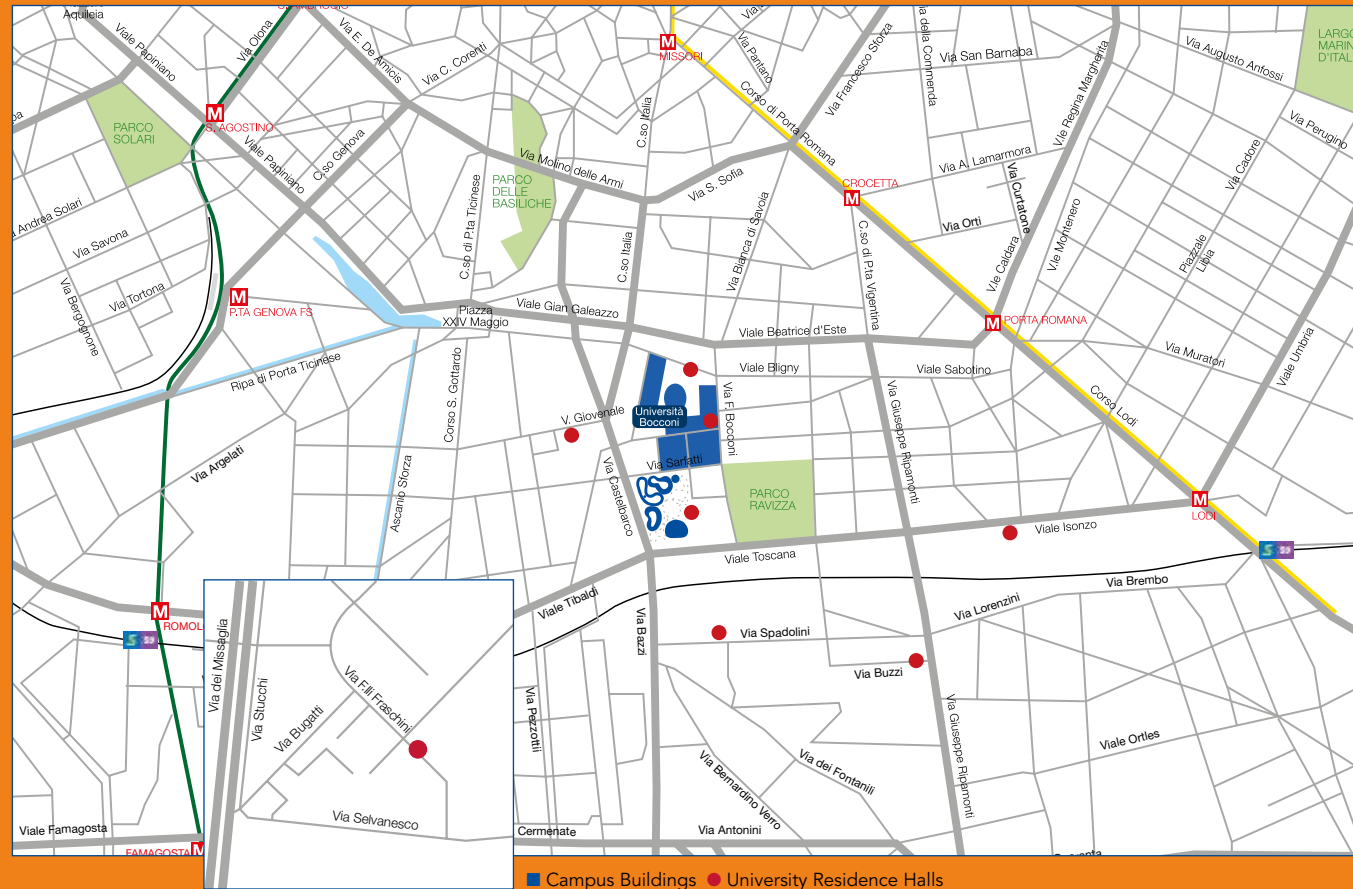 Aquileia
Viale Papiniano
Via Olona
Via E. De Amicis
Via C. Correnti
M
MISSORI
Via Pantano
Corso di Porta Romana
Via Francesco Sforza
Via della Commenda
Via San Barnaba
V.le Regina Margherita
Via Augusto Anfossi
Via Perugino
Via Cadore
PARCO
SOLARI
M
S. AGOSTINO
Viale Papiniano
C.so Genova
PARCO
DELLE
BASILICHE
Via Molino delle Armi
C.so Italia
Via S. Sofia
CROCETTA
M
Via A. Lamarmora
Via Curtatone
Via Orti
V.le Caldara
V.le Montenero
Piazzale
Libia
Andrea Solari
Via Savona
Via Tortona
Via Bergognone
M
P.TA GENOVA FS
C.so di P.ta Ticinese
C.so Italia
Via Bianca di Savoia
C.so di P.ta Vigentina
Piazza
XXIV Maggio
Viale Gian Galeazzo
Viale Beatrice d'Este
M
PORTA ROMANA
Via Muratori
Viale Umbria
Ripa di Porta Ticinese
Corso S. Gottardo
Viale Bligny
Viale Sabotino
Corso Lodi
V. Giovenale
Università
Bocconi
Via F. Bocconi
Via Giuseppe Ripamonti
Via Argelati
Ascanio Sforza
Via Castelbarco
Via Sarfatti
PARCO
RAVIZZA
M
LODI
Viale Isonzo
Viale Toscana
S S9
Via Brembo
Viale Tibaldi
Via Bazzi
Via Lorenzini
Via Spadolini
Via Buzzi
M
S S9
Via dei Missaglia
Via Stucchi
Via Bugatti
Via F.lli Fraschini
Via Selvanesco
Via Pezzotti
Via Bernardino Verro
Via dei Fontanili
Via Giuseppe Ripamonti
Viale Ortles
Viale Famagosta
FAMAGOSTA
M
Cermenate
Via Antonini
Campus Buildings
University Residence Halls